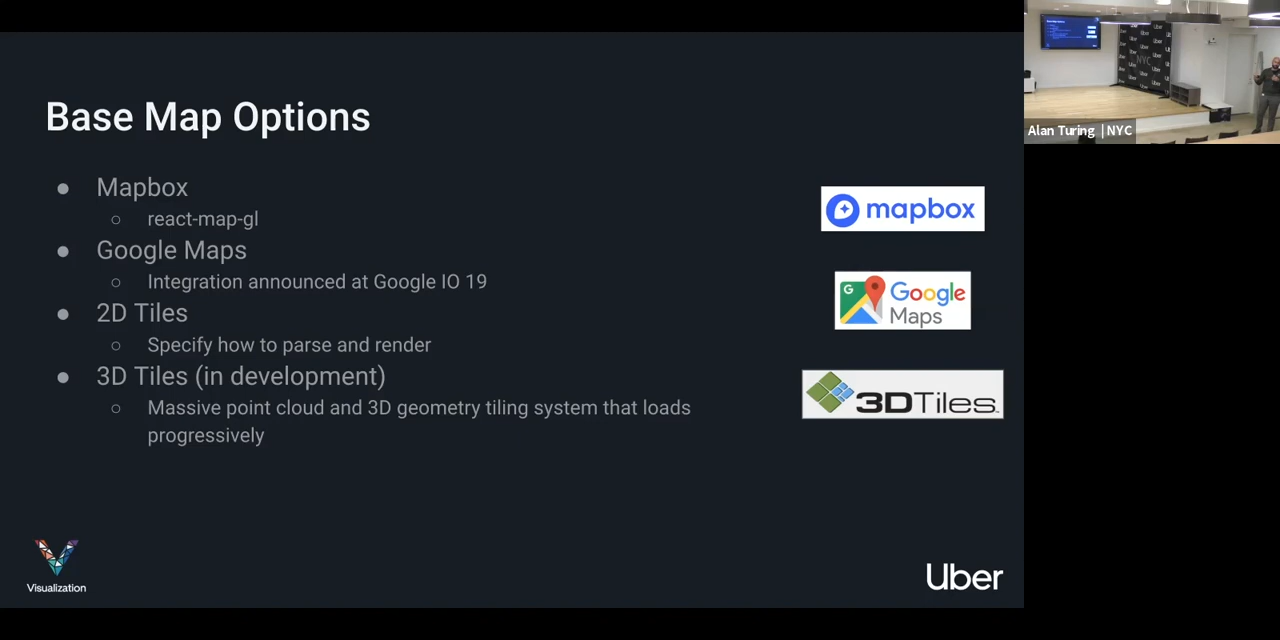 Base Map Options
● Mapbox
○ react-map-gl
● Google Maps
○ Integration announced at Google IO 19
● 2D Tiles
○ Specify how to parse and render
● 3D Tiles (in development)
○ Massive point cloud and 3D geometry tiling system that loads
progressively
mapbox
G
Google
Maps
3DTiles
Visualization
Uber
Uber
NYC
Alan Turing | NYC